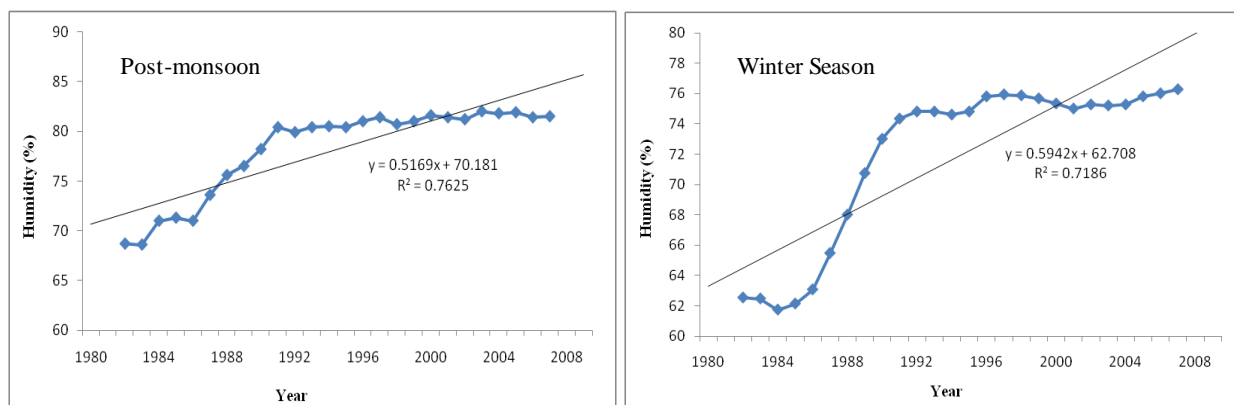 Post-monsoon
Humidity (%)
90
85
80
75
70
65
60
y = 0.5169x + 70.181
R² = 0.7625
1980 1984 1988 1992 1996 2000 2004 2008
Year
Winter Season
Humidity (%)
80
78
76
74
72
70
68
66
64
62
60
y = 0.5942x + 62.708
R² = 0.7186
1980 1984 1988 1992 1996 2000 2004 2008
Year